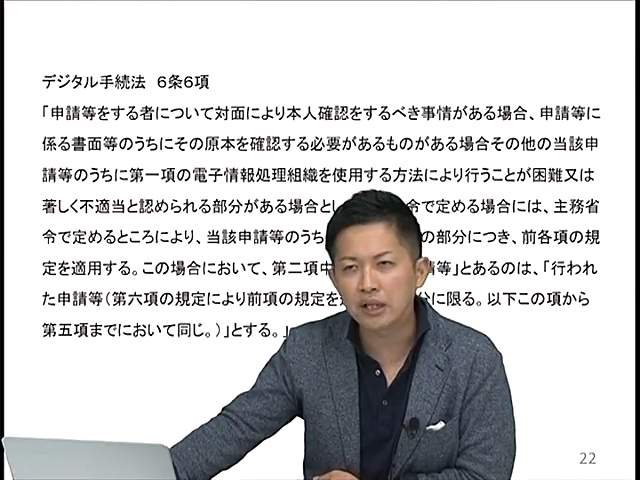 デジタル手続法　６条６項
「申請等をする者について対面により本人確認をするべき事情がある場合、申請等に
係る書面等のうちにその原本を確認する必要があるものがある場合その他の当該申
請等のうちに第一項の電子情報処理組織を使用する方法により行うことが困難又は
著しく不適当と認められる部分がある場合とし 令で定める場合には、主務省
令で定めるところにより、当該申請等のうち の部分につき、前各項の規
定を適用する。この場合において、第二項中 請等」とあるのは、「行われ
た申請等（第六項の規定により前項の規定を 分に限る。以下この項から
第五項までにおいて同じ。）」とする。」
22